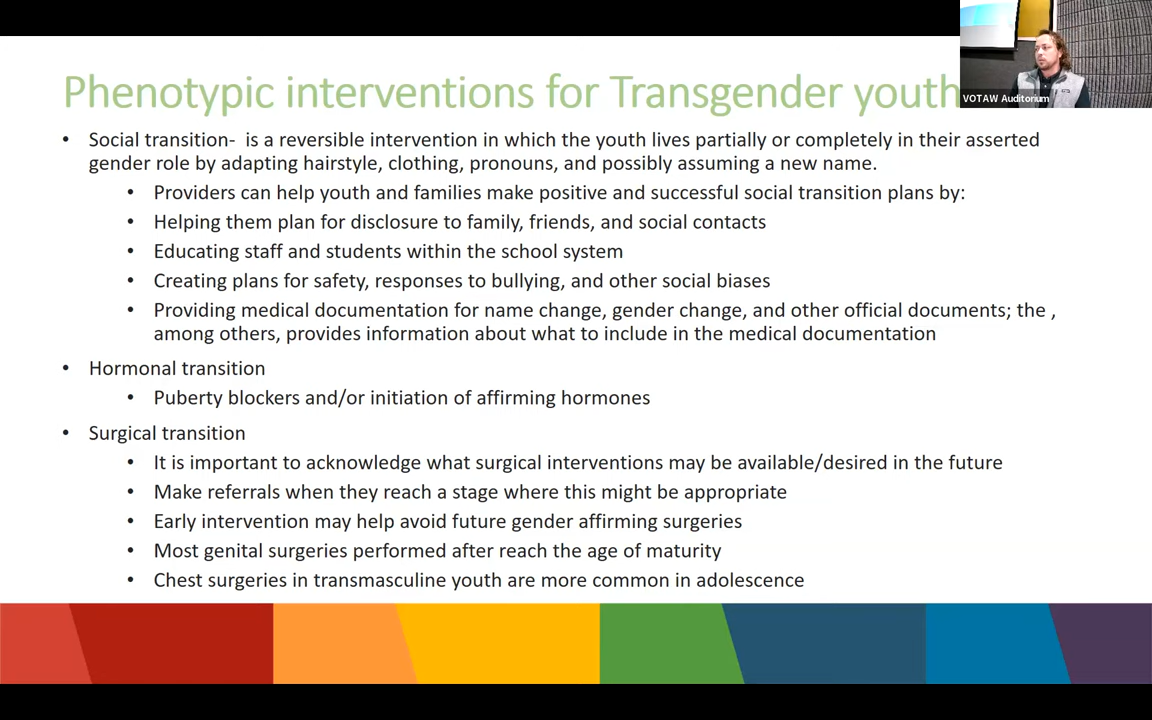 Phenotypic interventions for Transgender youth
VOTAW Auditorium
• Social transition-  is a reversible intervention in which the youth lives partially or completely in their asserted
gender role by adapting hairstyle, clothing, pronouns, and possibly assuming a new name.
• Providers can help youth and families make positive and successful social transition plans by:
• Helping them plan for disclosure to family, friends, and social contacts
• Educating staff and students within the school system
• Creating plans for safety, responses to bullying, and other social biases
• Providing medical documentation for name change, gender change, and other official documents; the ,
among others, provides information about what to include in the medical documentation
• Hormonal transition
• Puberty blockers and/or initiation of affirming hormones
• Surgical transition
• It is important to acknowledge what surgical interventions may be available/desired in the future
• Make referrals when they reach a stage where this might be appropriate
• Early intervention may help avoid future gender affirming surgeries
• Most genital surgeries performed after reach the age of maturity
• Chest surgeries in transmasculine youth are more common in adolescence